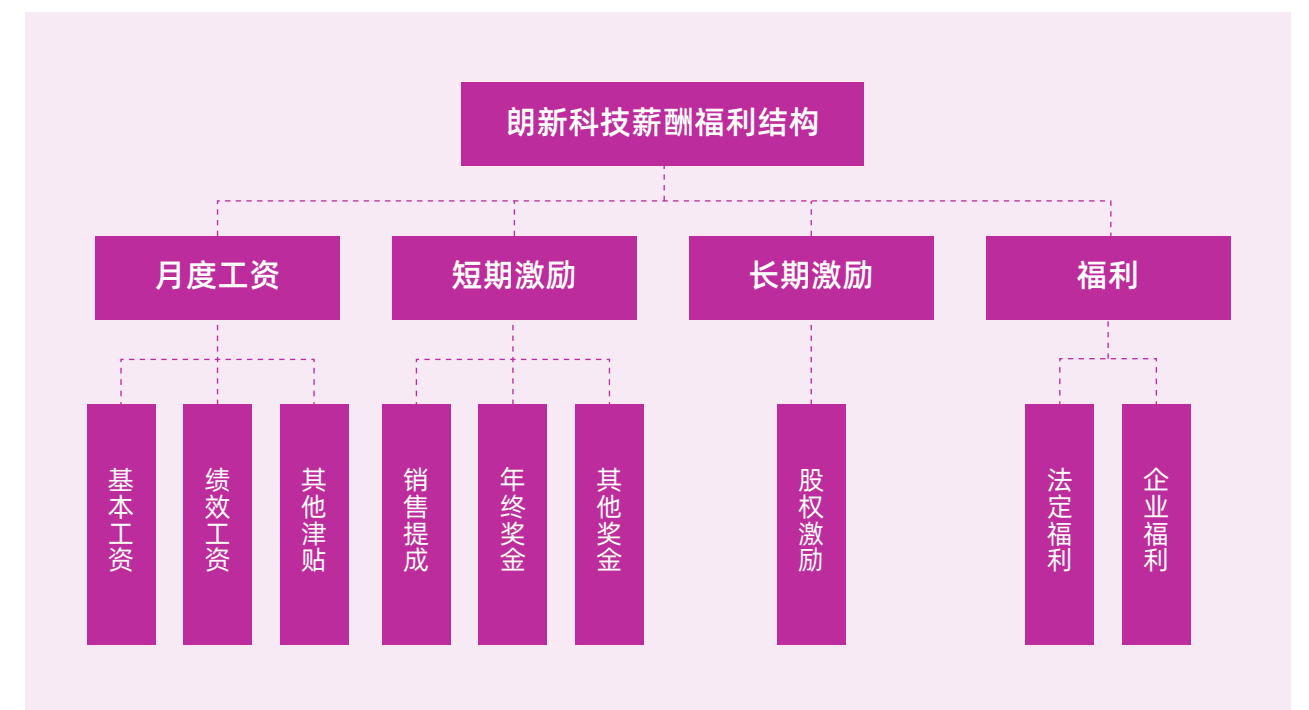 朗新科技薪酬福利结构
月度工资
短期激励
长期激励
福利
基本工资
绩效工资
其他津贴
销售提成
年终奖金
其他奖金
股权激励
法定福利
企业福利